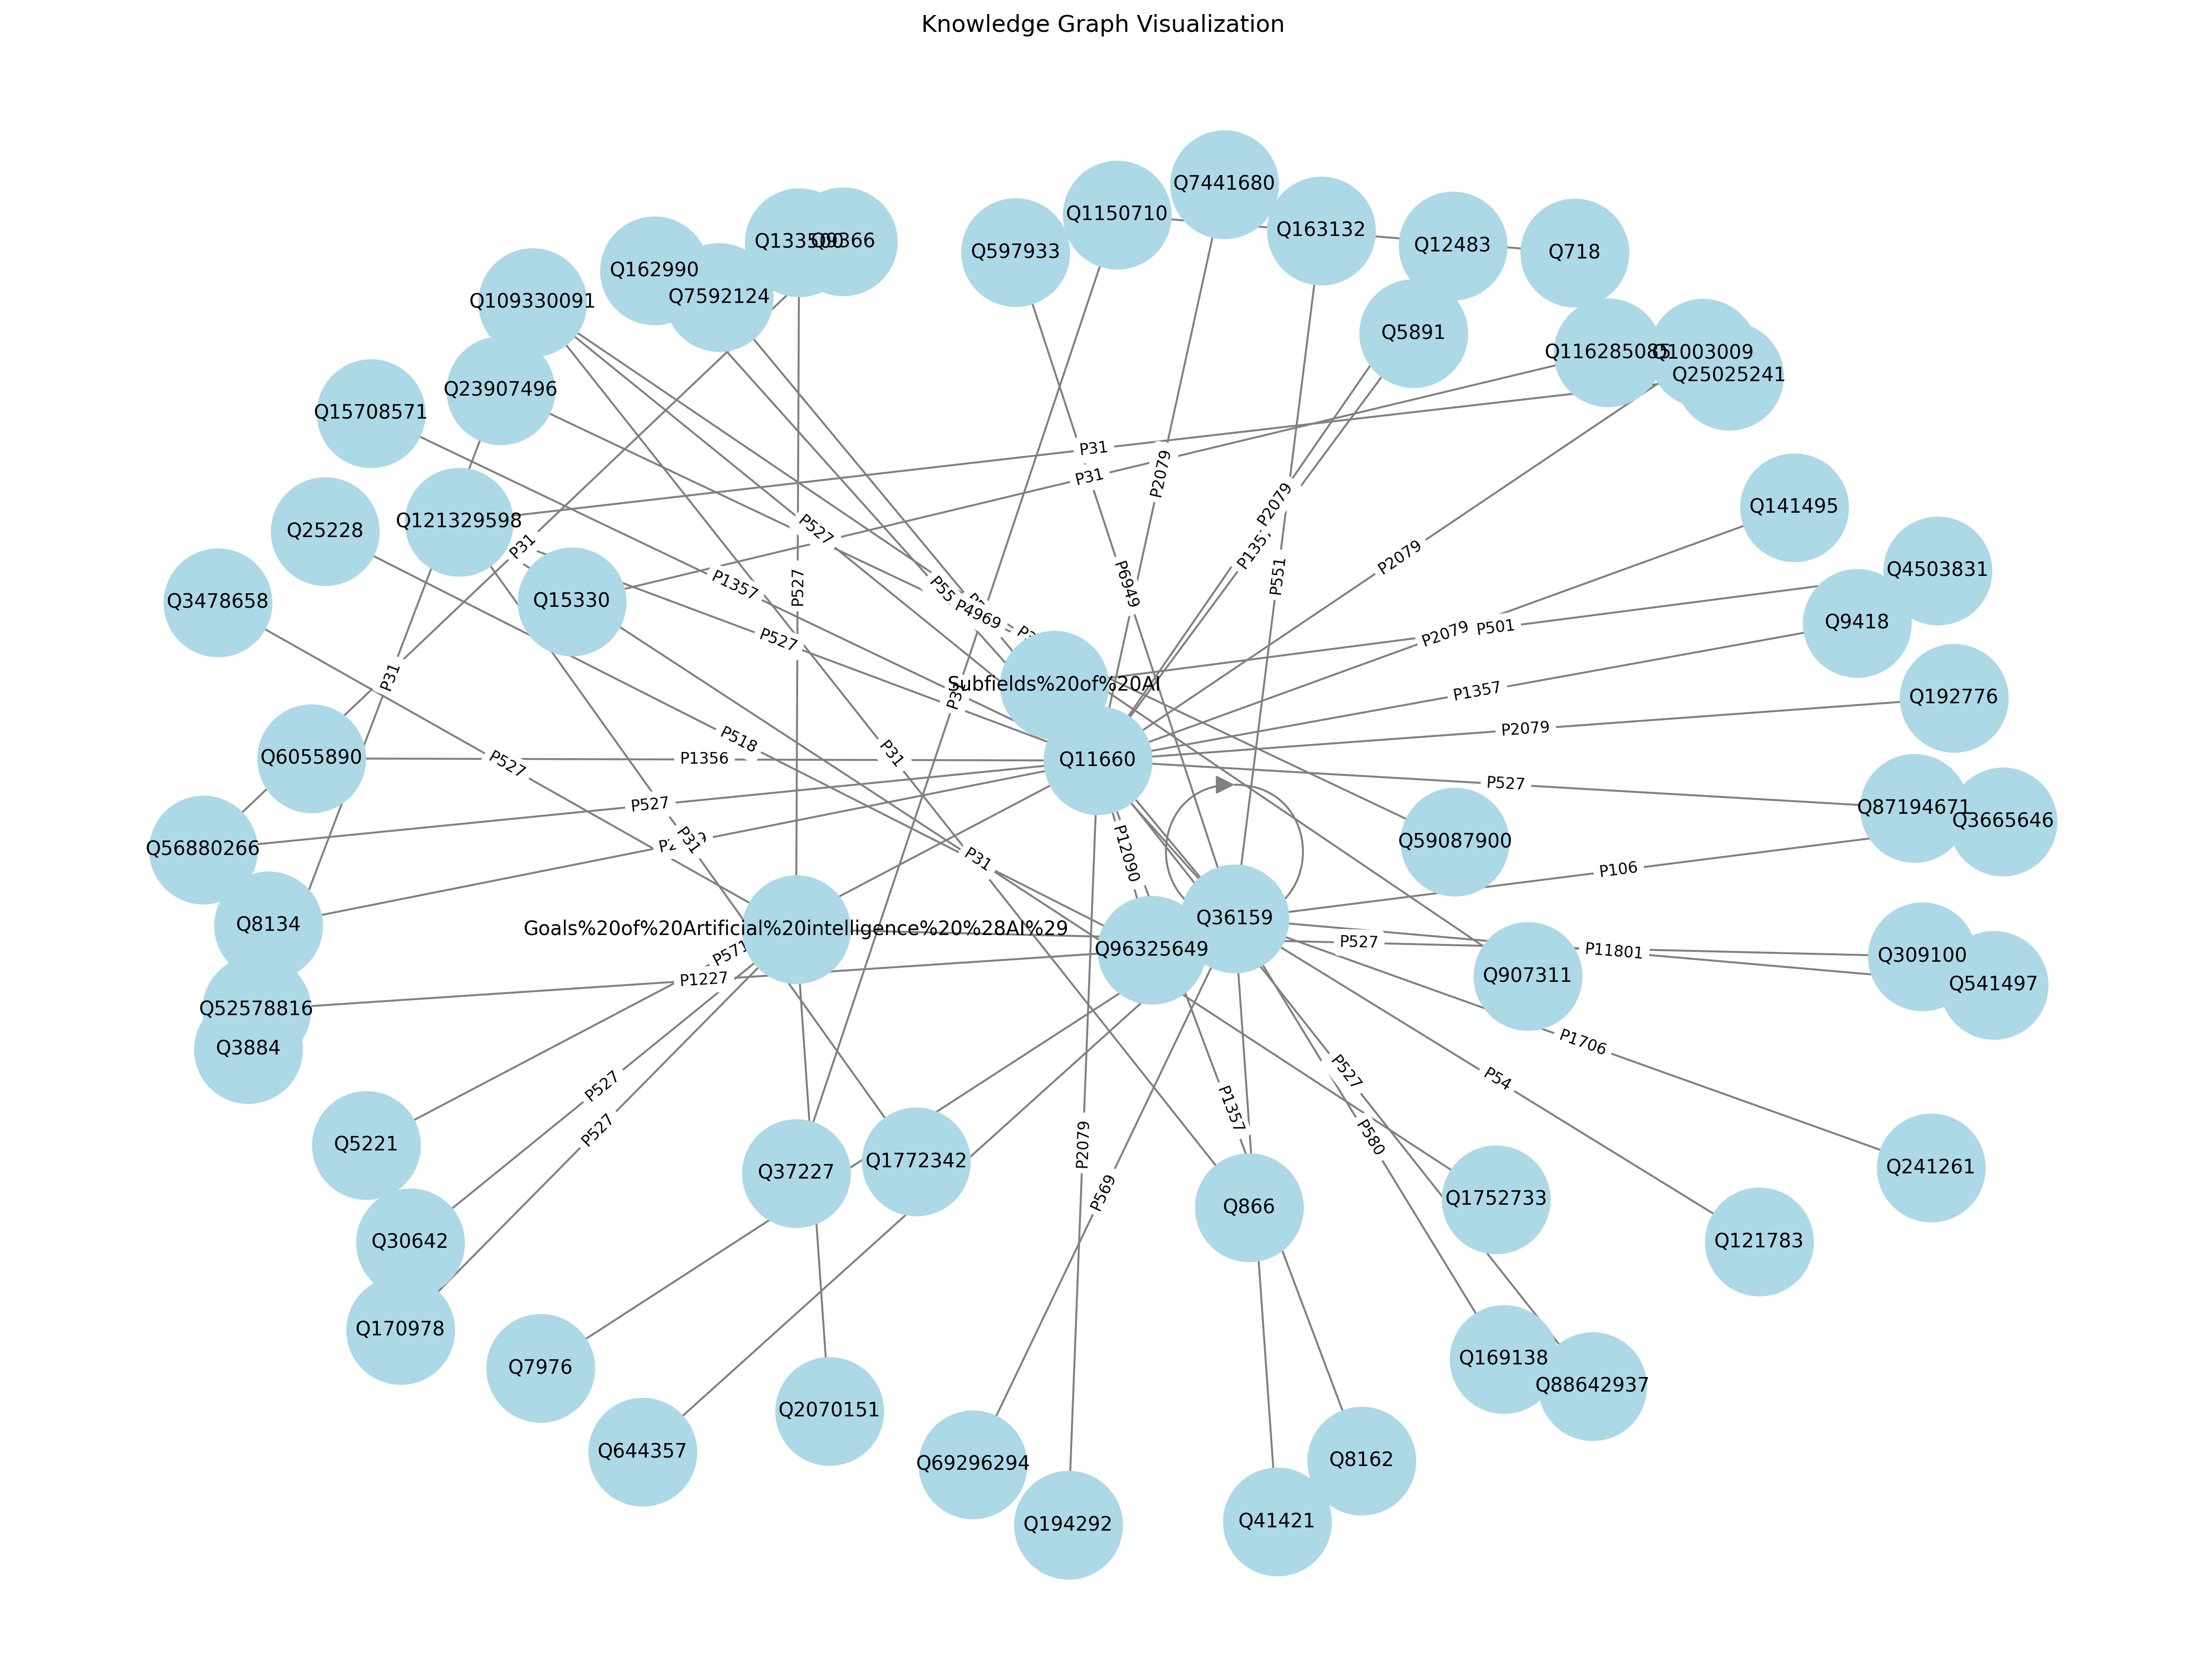 Knowledge Graph Visualization
Q7441680
Q1150710
Q163132
Q597933
Q12483
Q718
Q9366
Q162990
Q7592124
Q109330091
Q5891
Q116285085
Q1003009
Q25025241
Q23907496
Q15708571
P31
P31
P2079
Q141495
Q25228
Q121329598
P527
P2079
P31
P2079
Q4503831
P551
P527
P1357
P6949
Q3478658
Q15330
P4969
Q9418
P2079
P501
P527
P31
Subfields%20of%20AI
P1357
Q192776
P2079
P518
P31
Q6055890
P1356
Q11660
P527
P527
P527
Q87194671
Q3665646
Q59087900
P31
Q56880266
P12090
P31
P106
Q8134
Goals%20of%20Artificial%20intelligence%20%28AI%29
Q36159
Q96325649
P527
P11801
Q309100
Q541497
Q907311
P571
P1227
Q52578816
Q3884
P1706
P527
P527
P54
P527
P1357
P2079
P580
Q5221
Q37227
Q1772342
P569
Q866
Q1752733
Q241261
Q121783
Q30642
Q170978
Q7976
Q2070151
Q169138
Q88642937
Q644357
Q69296294
Q8162
Q194292
Q41421